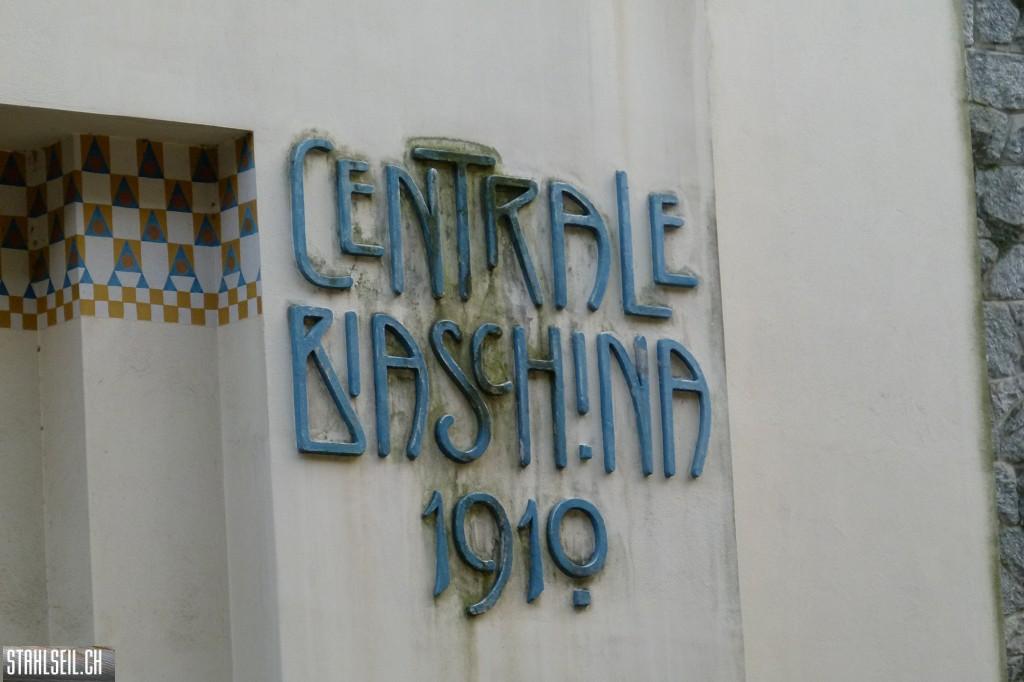 CENTRALE
BIASCHINA
1910
STAHLSEIL.CH